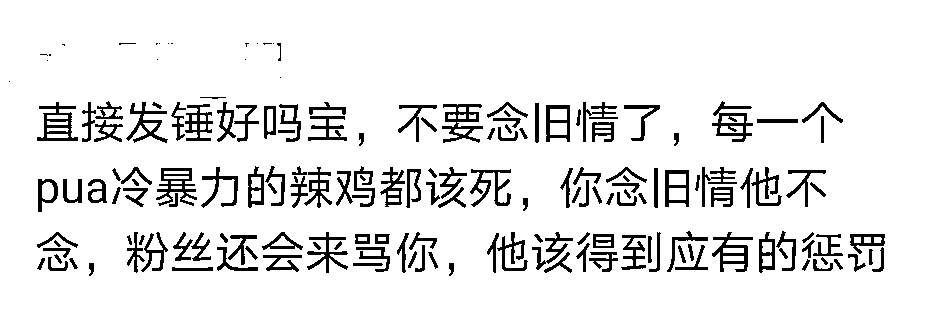 直接发锤好吗宝，不要念旧情了，每一个
pua冷暴力的辣鸡都该死，你念旧情他不
念，粉丝还会来骂你，他该得到应有的惩罚